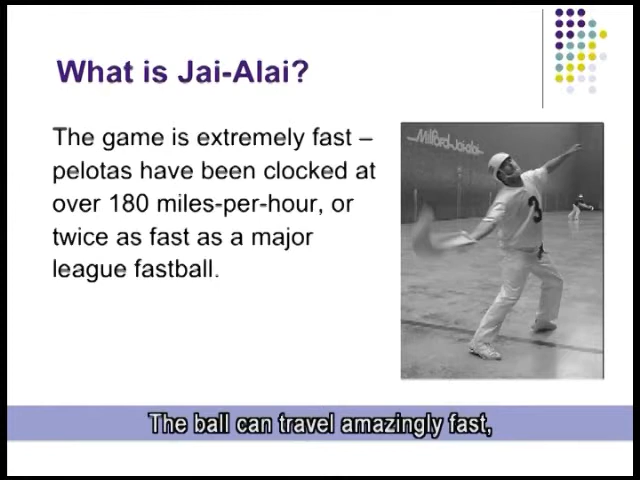 What is Jai-Alai?
The game is extremely fast –
pelotas have been clocked at
over 180 miles-per-hour, or
twice as fast as a major
league fastball.
Milford Jai-alai
3
The ball can travel amazingly fast,